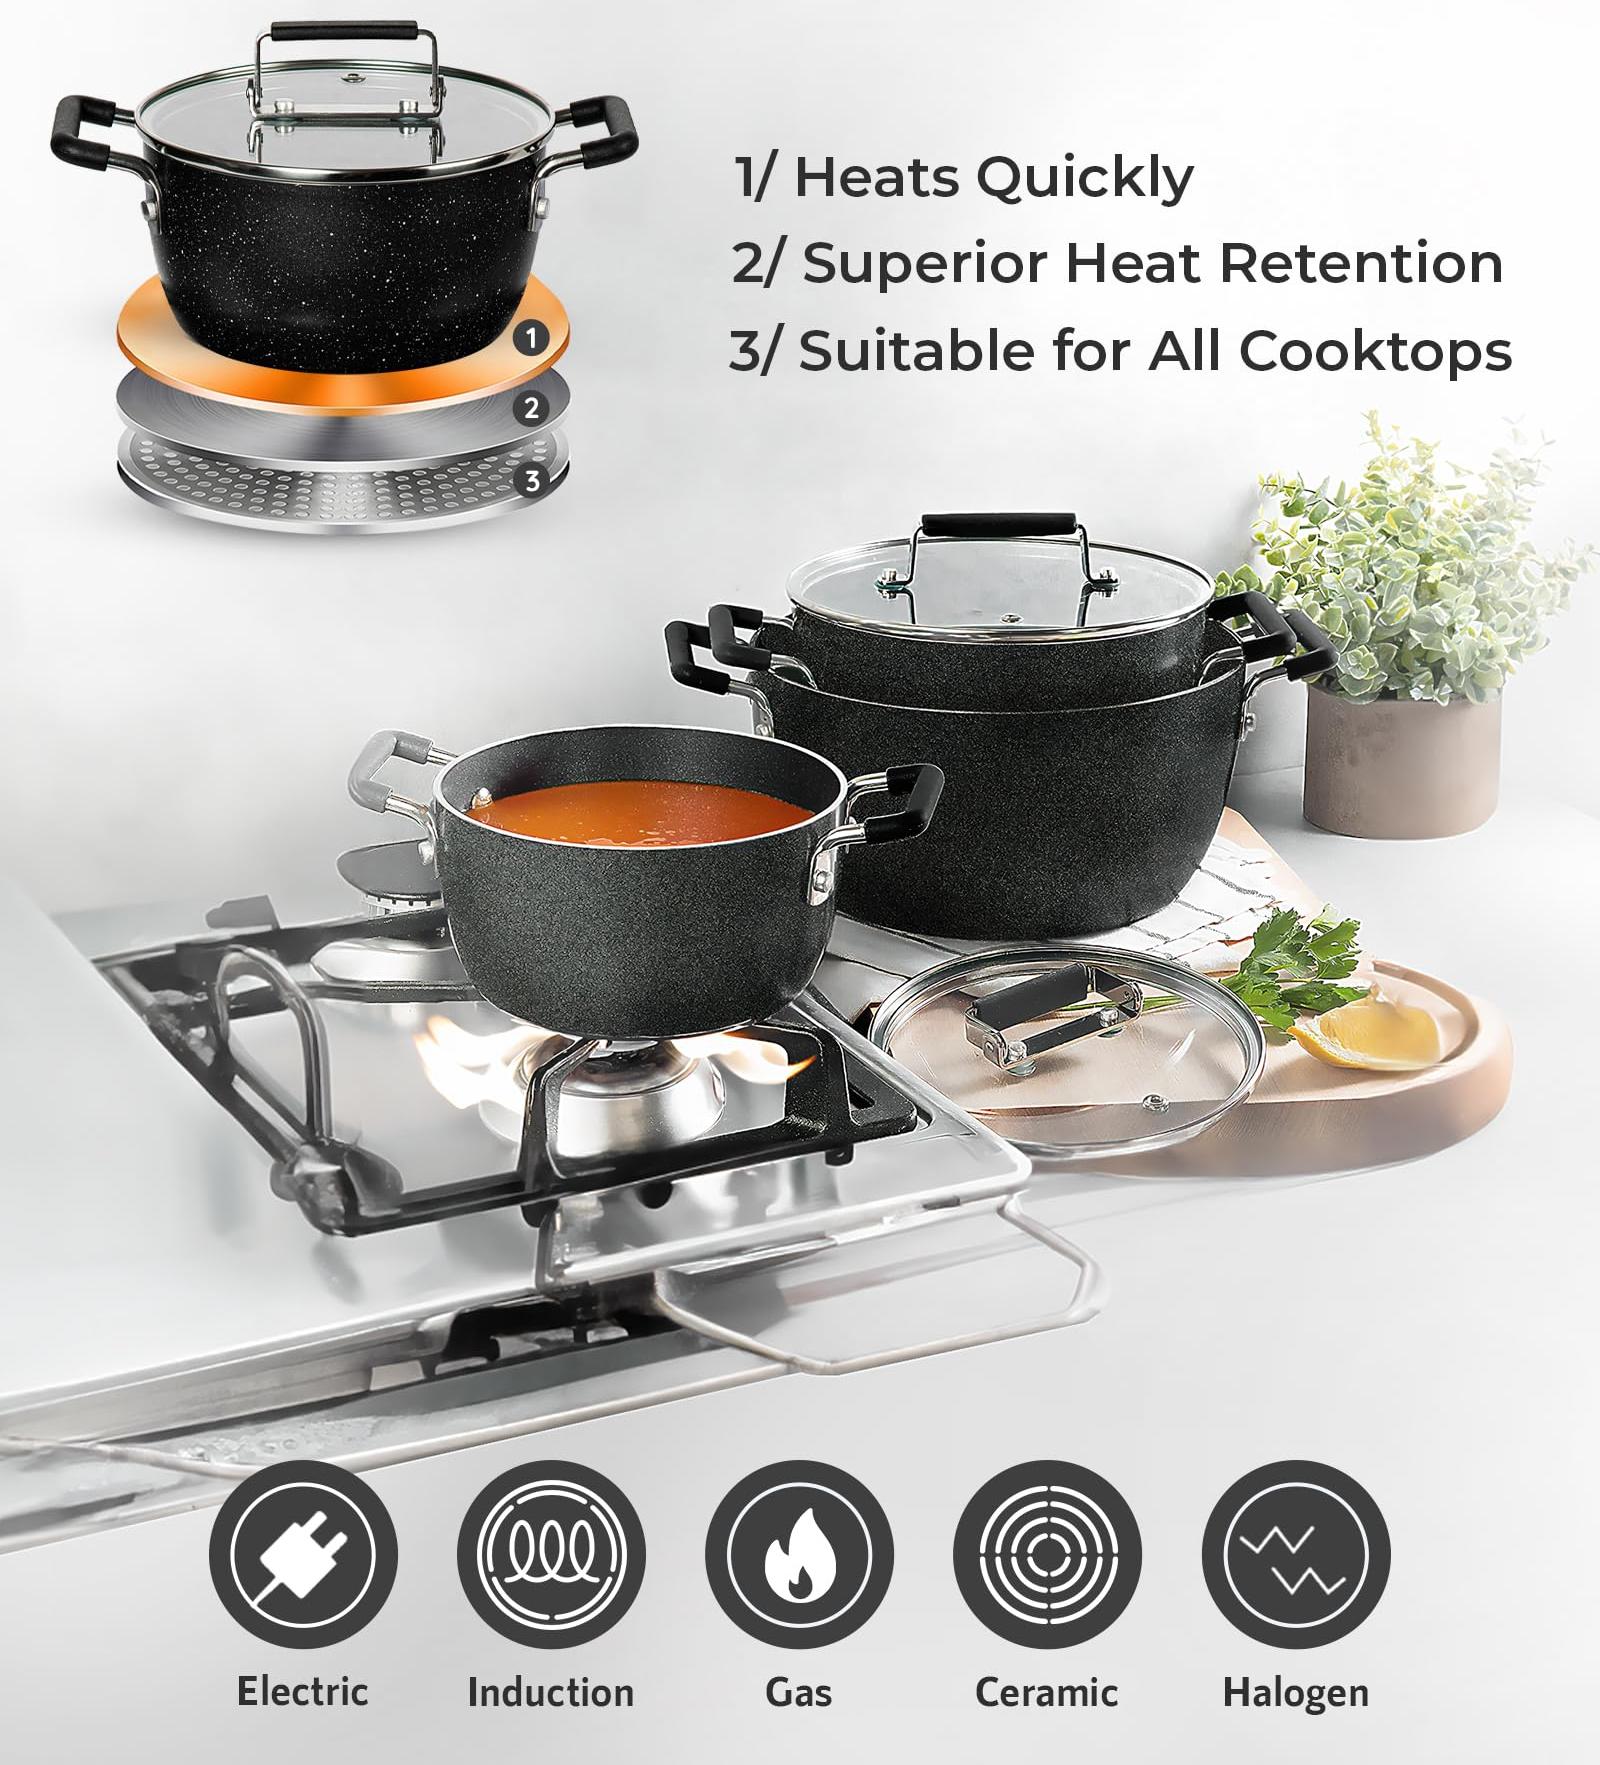 1/ Heats Quickly
2/ Superior Heat Retention
3/ Suitable for All Cooktops
1
2
3
Electric
Induction
Gas
Ceramic
Halogen